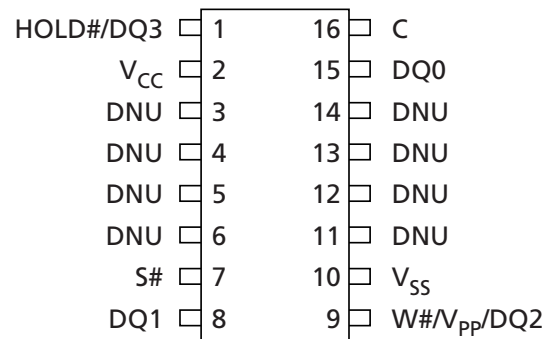 HOLD#/DQ3 1 16 C
VCC 2 15 DQ0
DNU 3 14 DNU
DNU 4 13 DNU
DNU 5 12 DNU
DNU 6 11 DNU
S# 7 10 VSS
DQ1 8 9 W#/VPP/DQ2